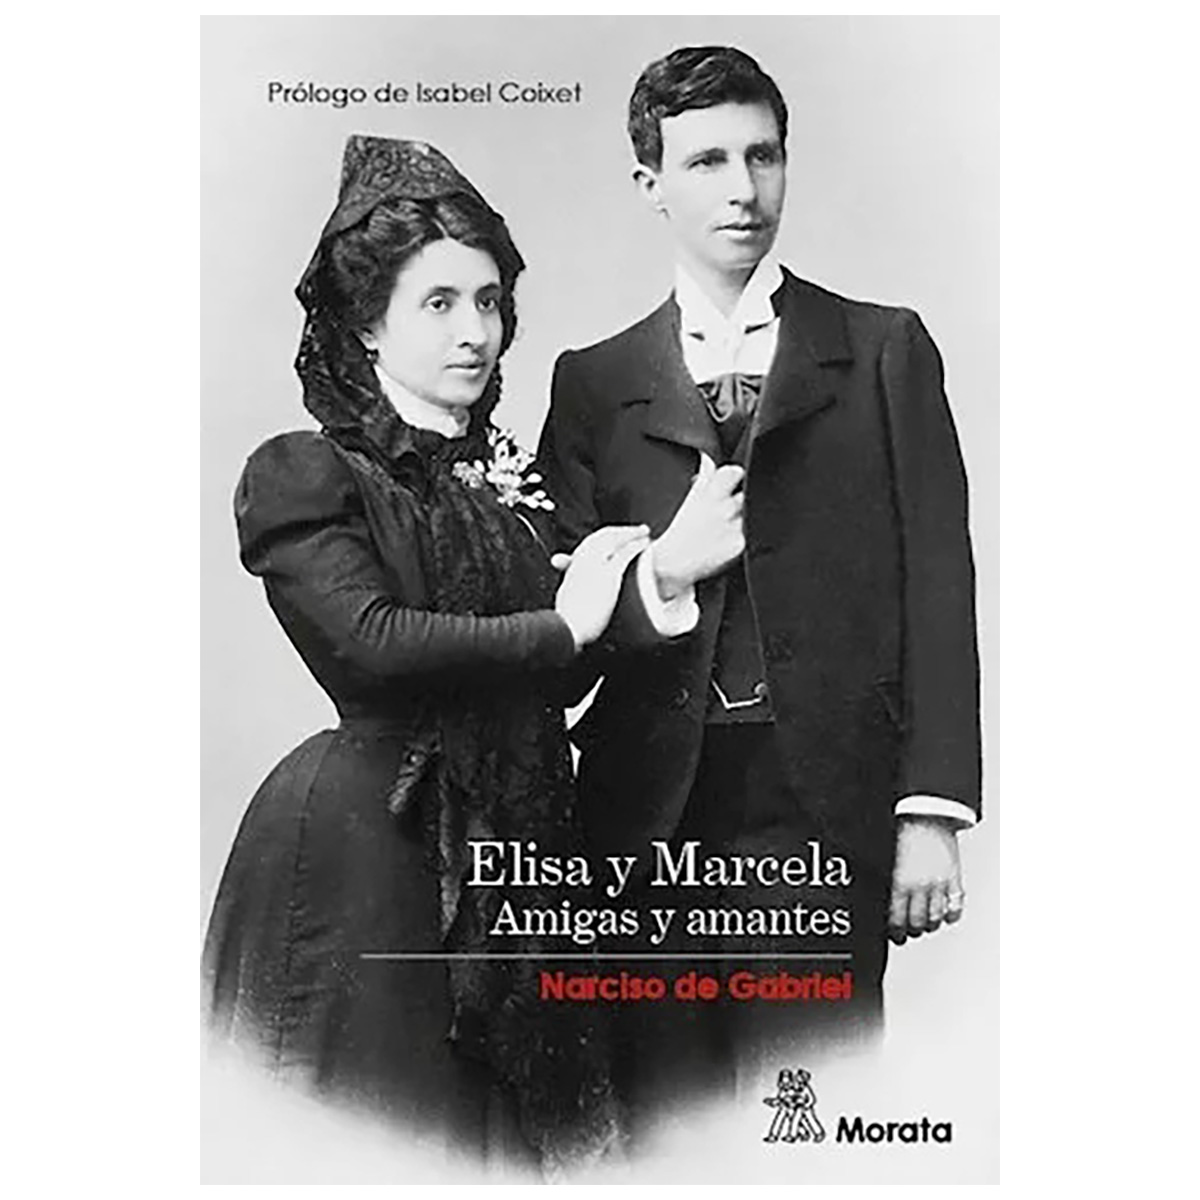 Prólogo de Isabel Coixet
Elisa y Marcela
Amigas y amantes
Narciso de Gabriel
Morata